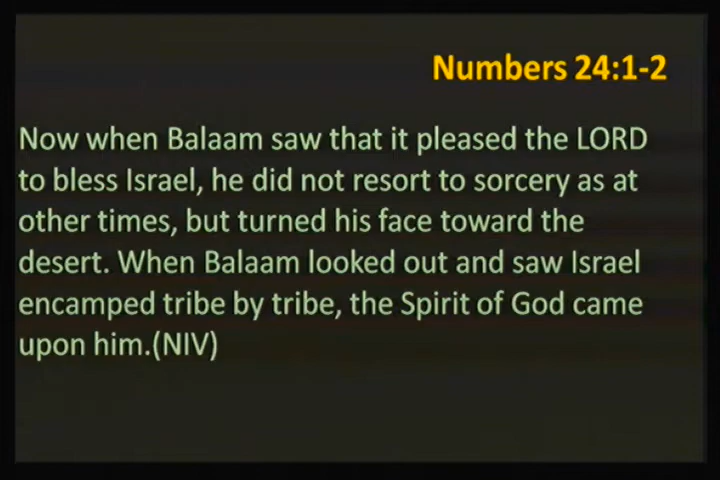 Numbers 24:1-2
Now when Balaam saw that it pleased the LORD
to bless Israel, he did not resort to sorcery as at
other times, but turned his face toward the
desert. When Balaam looked out and saw Israel
encamped tribe by tribe, the Spirit of God came
upon him.(NIV)